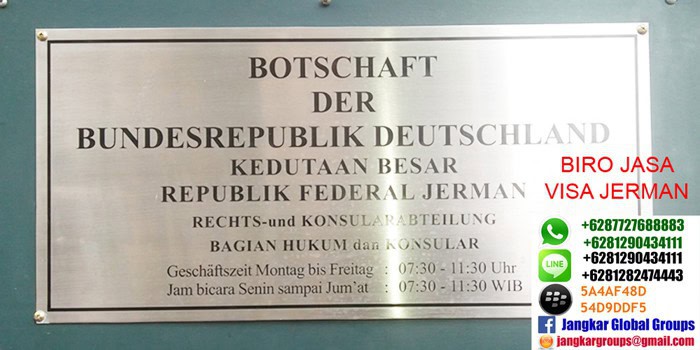 BOTSCHAFT
DER
BUNDESREPUBLIK DEUTSCHLAND
KEDUTAAN BESAR
REPUBLIK FEDERAL JERMAN
RECHTS-und KONSULARABTEILUNG
BAGIAN HUKUM dan KONSULAR
Geschäftszeit Montag bis Freitag : 07:30 - 11:30 Uhr
Jam bicara Senin sampai Jum'at : 07:30 - 11:30 WIB
BIRO JASA
VISA JERMAN
+6287727688883
+6281290434111
LINE +6281290434111
+6281282474443
5A4AF48D
54D9DDF5
Jangkar Global Groups
jangkargroups@gmail.com